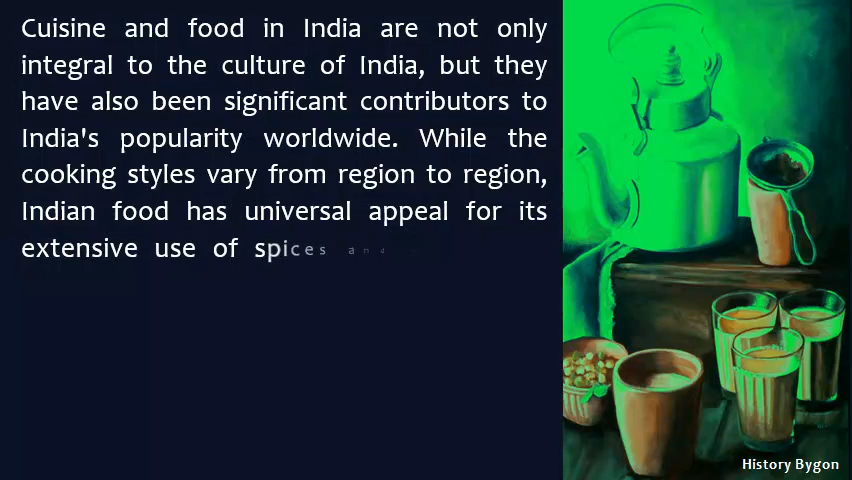 Cuisine and food in India are not only
integral to the culture of India, but they
have also been significant contributors to
India's popularity worldwide. While the
cooking styles vary from region to region,
Indian food has universal appeal for its
extensive use of spices and
History Bygon